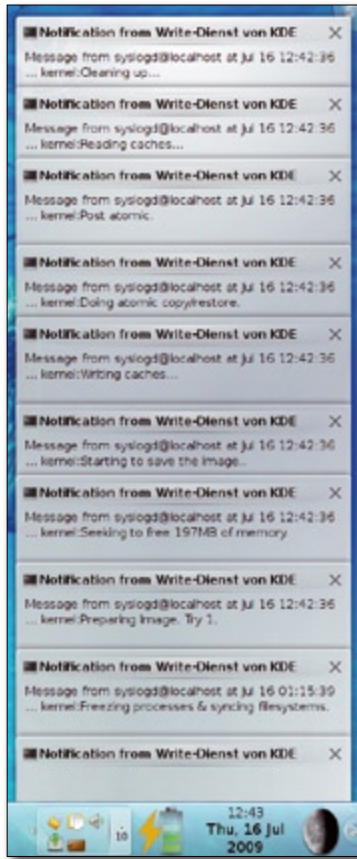 Notification from Write-Dienst von KDE
Message from syslogd@localhost at Jul 16 12:42:36
... kernel:Cleaning up...
Notification from Write-Dienst von KDE
Message from syslogd@localhost at Jul 16 12:42:36
... kernel:Reading caches...
Notification from Write-Dienst von KDE
Message from syslogd@localhost at Jul 16 12:42:36
... kernel:Post atomic.
Notification from Write-Dienst von KDE
Message from syslogd@localhost at Jul 16 12:42:36
... kernel:Doing atomic copy/restore.
Notification from Write-Dienst von KDE
Message from syslogd@localhost at Jul 16 12:42:36
... kernel:Writing caches...
Notification from Write-Dienst von KDE
Message from syslogd@localhost at Jul 16 12:42:36
... kernel:Starting to save the image..
Notification from Write-Dienst von KDE
Message from syslogd@localhost at Jul 16 12:42:36
... kernel:Seeking to free 197MB of memory.
Notification from Write-Dienst von KDE
Message from syslogd@localhost at Jul 16 12:42:36
... kernel:Preparing Image. Try 1.
Notification from Write-Dienst von KDE
Message from syslogd@localhost at Jul 16 01:15:39
... kernel:Freezing processes & syncing filesystems.
Notification from Write-Dienst von KDE
10
12:43
Thu, 16 Jul
2009